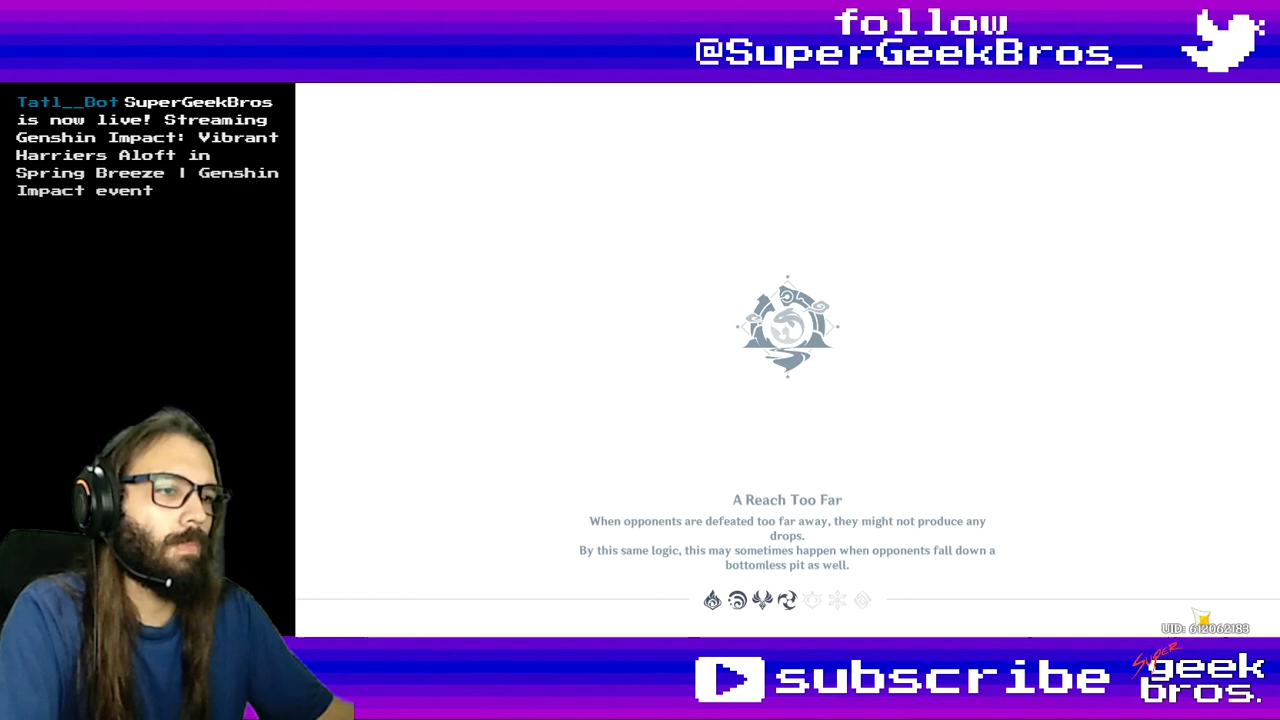 follow
@SuperGeekBros_
Tatl__Bot SuperGeekBros
is now live! Streaming
Genshin Impact: Vibrant
Harriers Aloft in
Spring Breeze | Genshin
Impact event
A Reach Too Far
When opponents are defeated too far away, they might not produce any
drops.
By this same logic, this may sometimes happen when opponents fall down a
bottomless pit as well.
UID: 612062183
subscribe
SUPER
geek
bros.